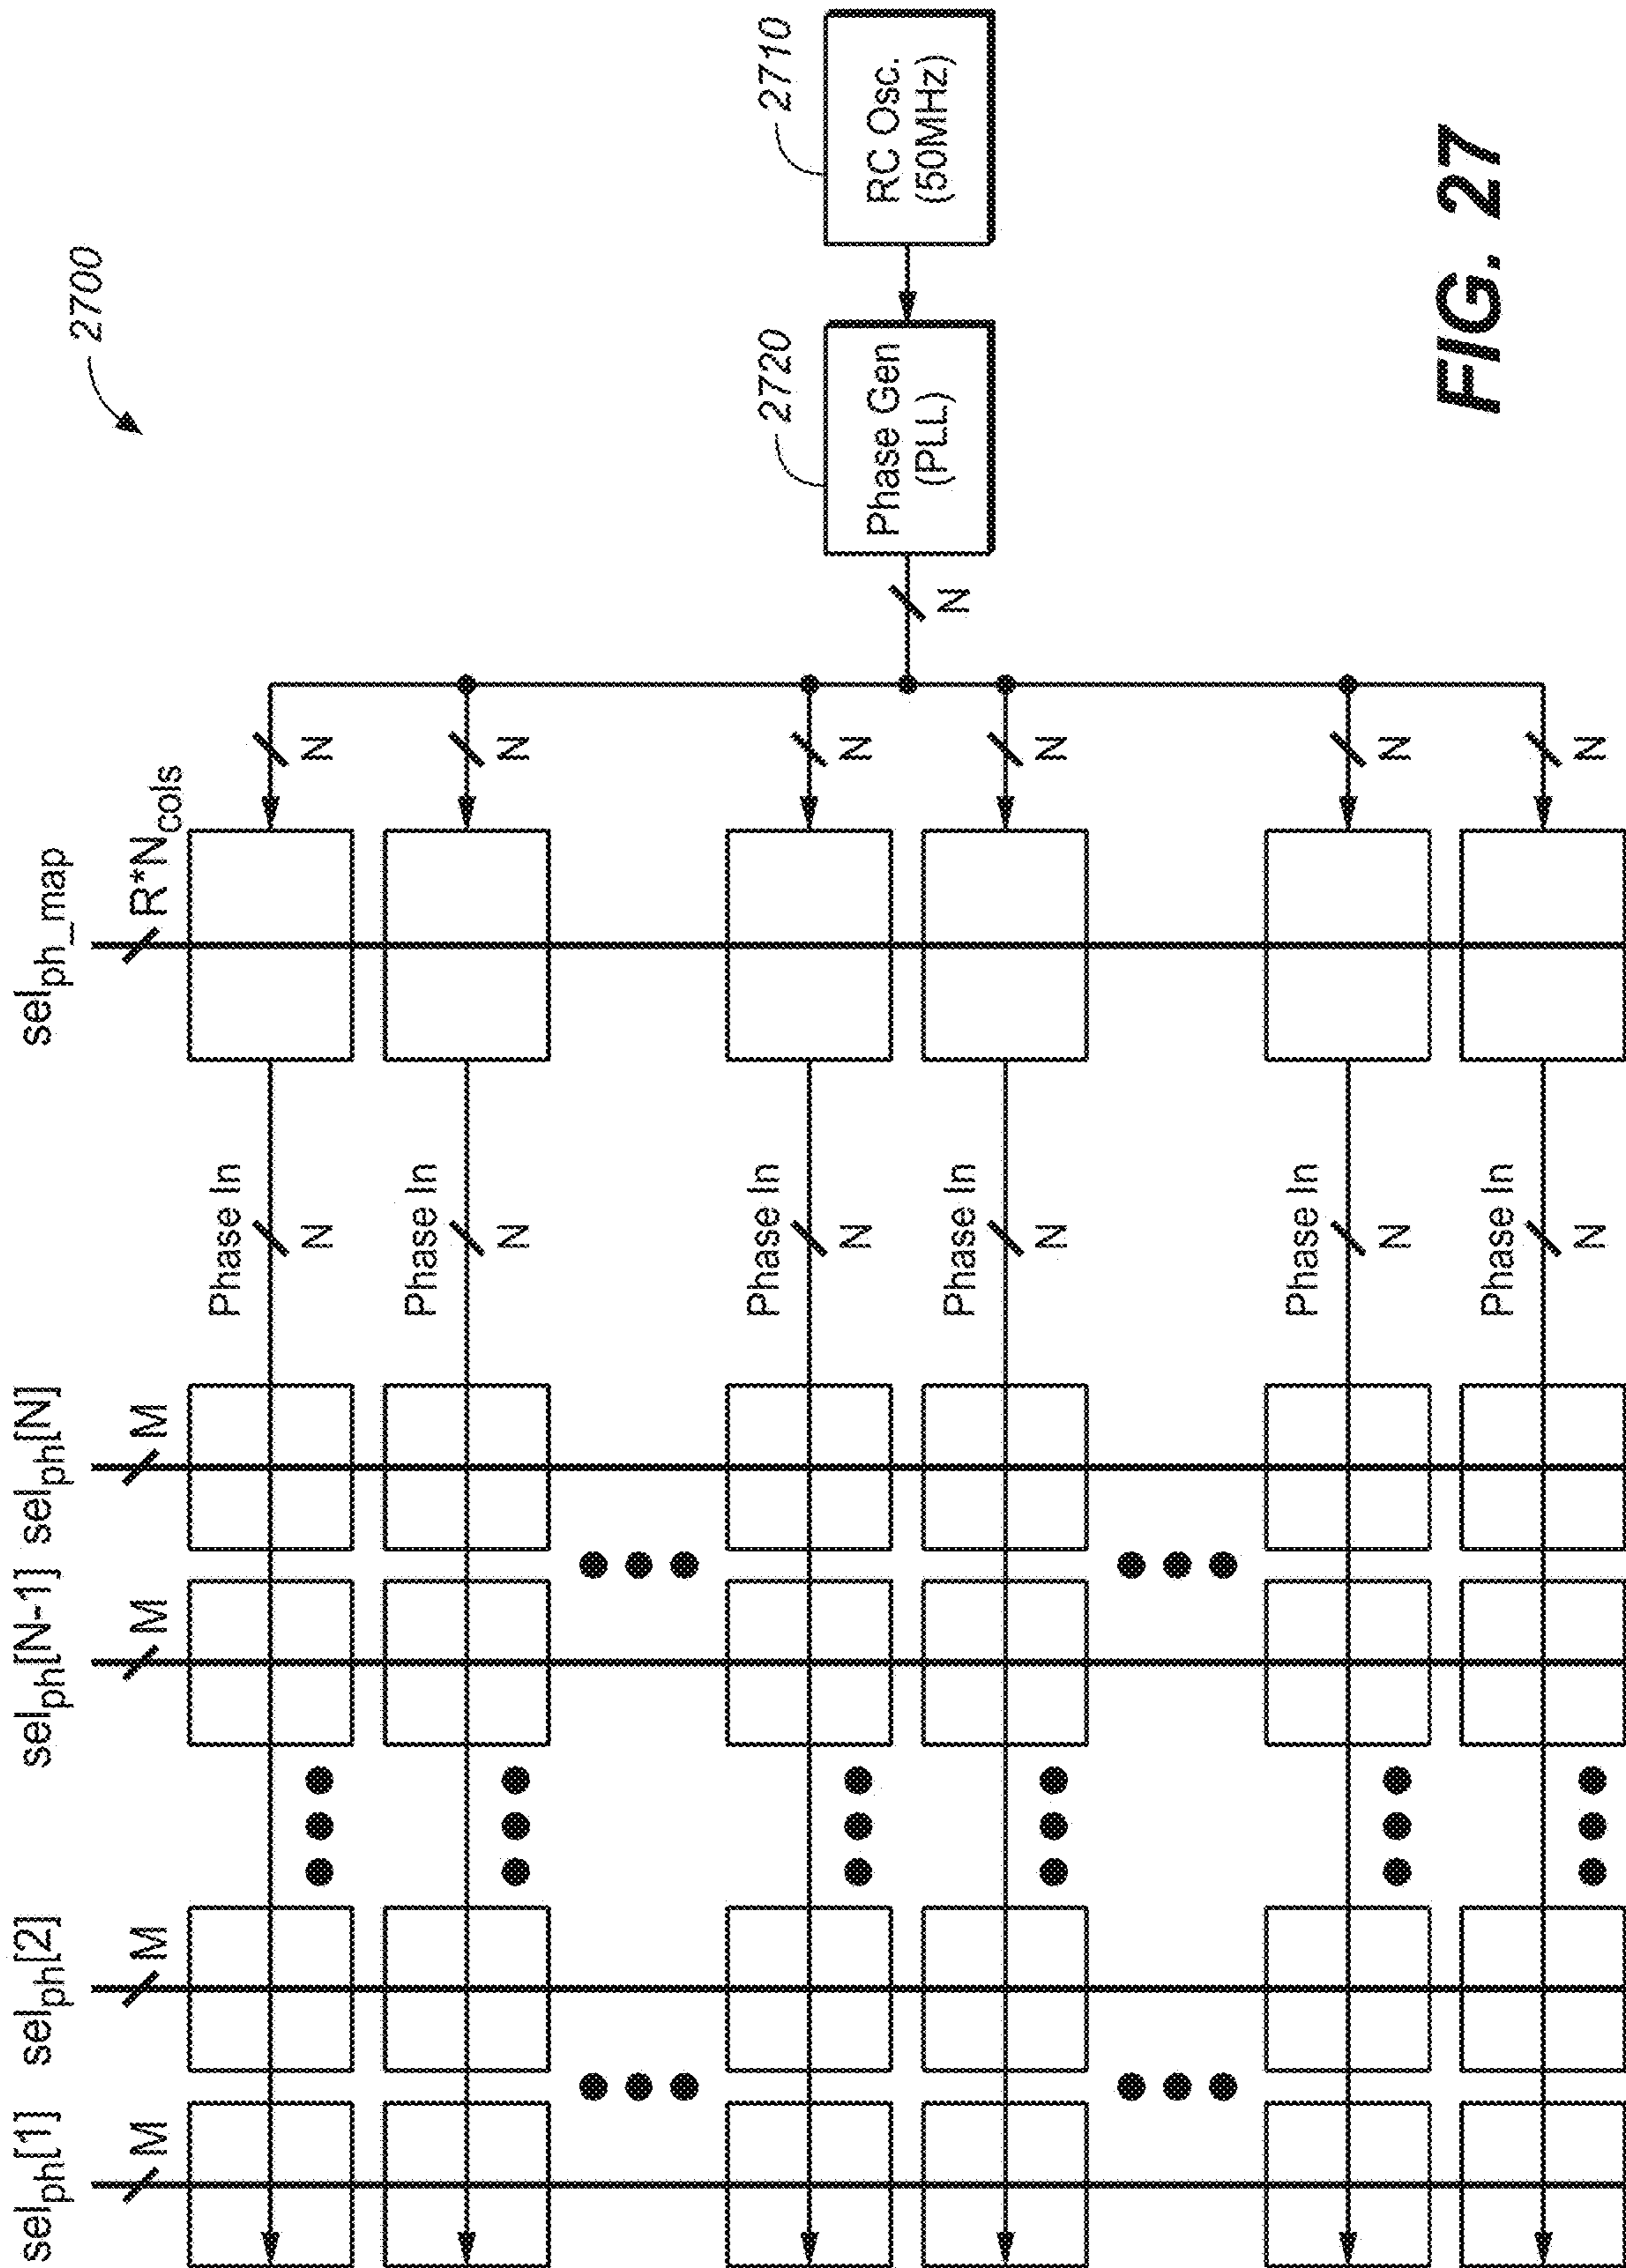 sel_ph[1] sel_ph[2] sel_ph[N-1] sel_ph[N] sel_ph_map
2700
M M M M R*N_cols
Phase In
N N
Phase In
N N
Phase In
2720 2710
N N
Phase Gen
(PLL)
RC Osc.
(50MHz)
N
Phase In
N N
Phase In
N N
FIG. 27
Phase In
N N